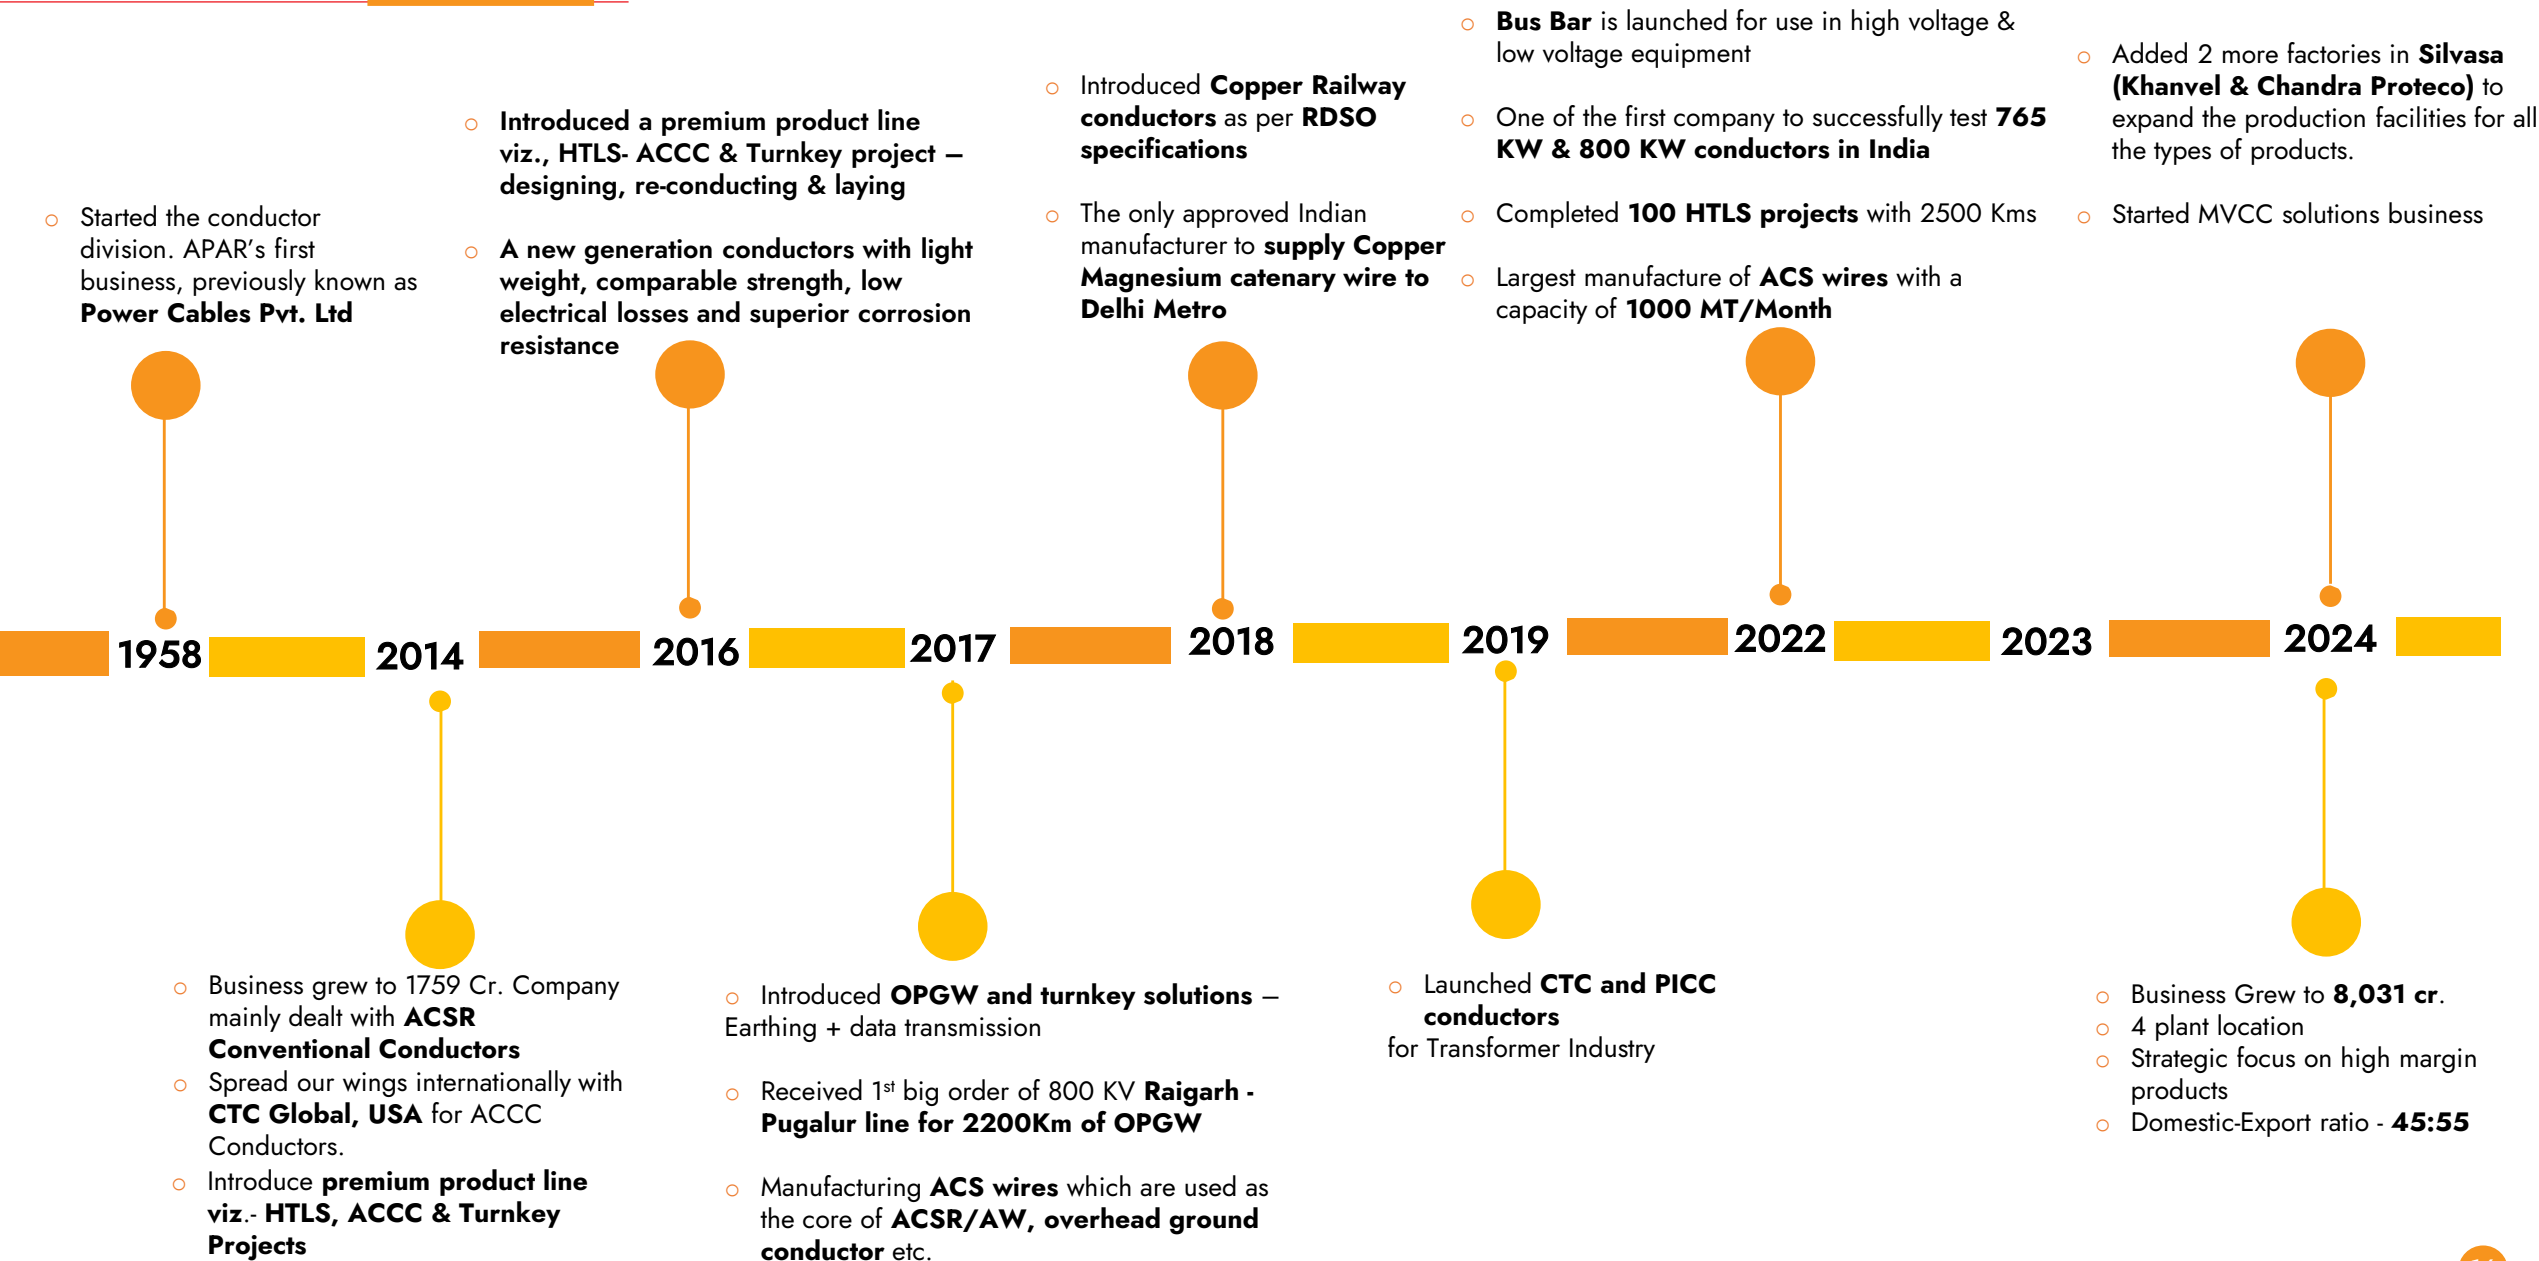 ○ Started the conductor
division. APAR’s first
business, previously known as
Power Cables Pvt. Ltd
○ Introduced a premium product line
viz., HTLS- ACCC & Turnkey project –
designing, re-conducting & laying
○ A new generation conductors with light
weight, comparable strength, low
electrical losses and superior corrosion
resistance
○ Introduced Copper Railway
conductors as per RDSO
specifications
○ The only approved Indian
manufacturer to supply Copper
Magnesium catenary wire to
Delhi Metro
○ Bus Bar is launched for use in high voltage &
low voltage equipment
○ One of the first company to successfully test 765
KW & 800 KW conductors in India
○ Completed 100 HTLS projects with 2500 Kms
○ Largest manufacture of ACS wires with a
capacity of 1000 MT/Month
○ Added 2 more factories in Silvasa
(Khanvel & Chandra Proteco) to
expand the production facilities for all
the types of products.
○ Started MVCC solutions business
1958
2014
2016
2017
2018
2019
2022
2023
2024
○ Business grew to 1759 Cr. Company
mainly dealt with ACSR
Conventional Conductors
○ Spread our wings internationally with
CTC Global, USA for ACCC
Conductors.
○ Introduce premium product line
viz.- HTLS, ACCC & Turnkey
Projects
○ Introduced OPGW and turnkey solutions –
Earthing + data transmission
○ Received 1st big order of 800 KV Raigarh -
Pugalur line for 2200Km of OPGW
○ Manufacturing ACS wires which are used as
the core of ACSR/AW, overhead ground
conductor etc.
○ Launched CTC and PICC
conductors
for Transformer Industry
○ Business Grew to 8,031 cr.
○ 4 plant location
○ Strategic focus on high margin
products
○ Domestic-Export ratio - 45:55